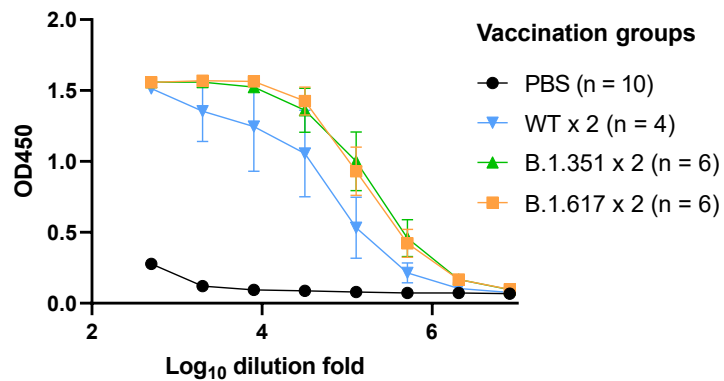 2.0
1.5
1.0
0.5
0.0
OD450
2
4
6
Log₁₀ dilution fold
Vaccination groups
PBS (n = 10)
WT x 2 (n = 4)
B.1.351 x 2 (n = 6)
B.1.617 x 2 (n = 6)